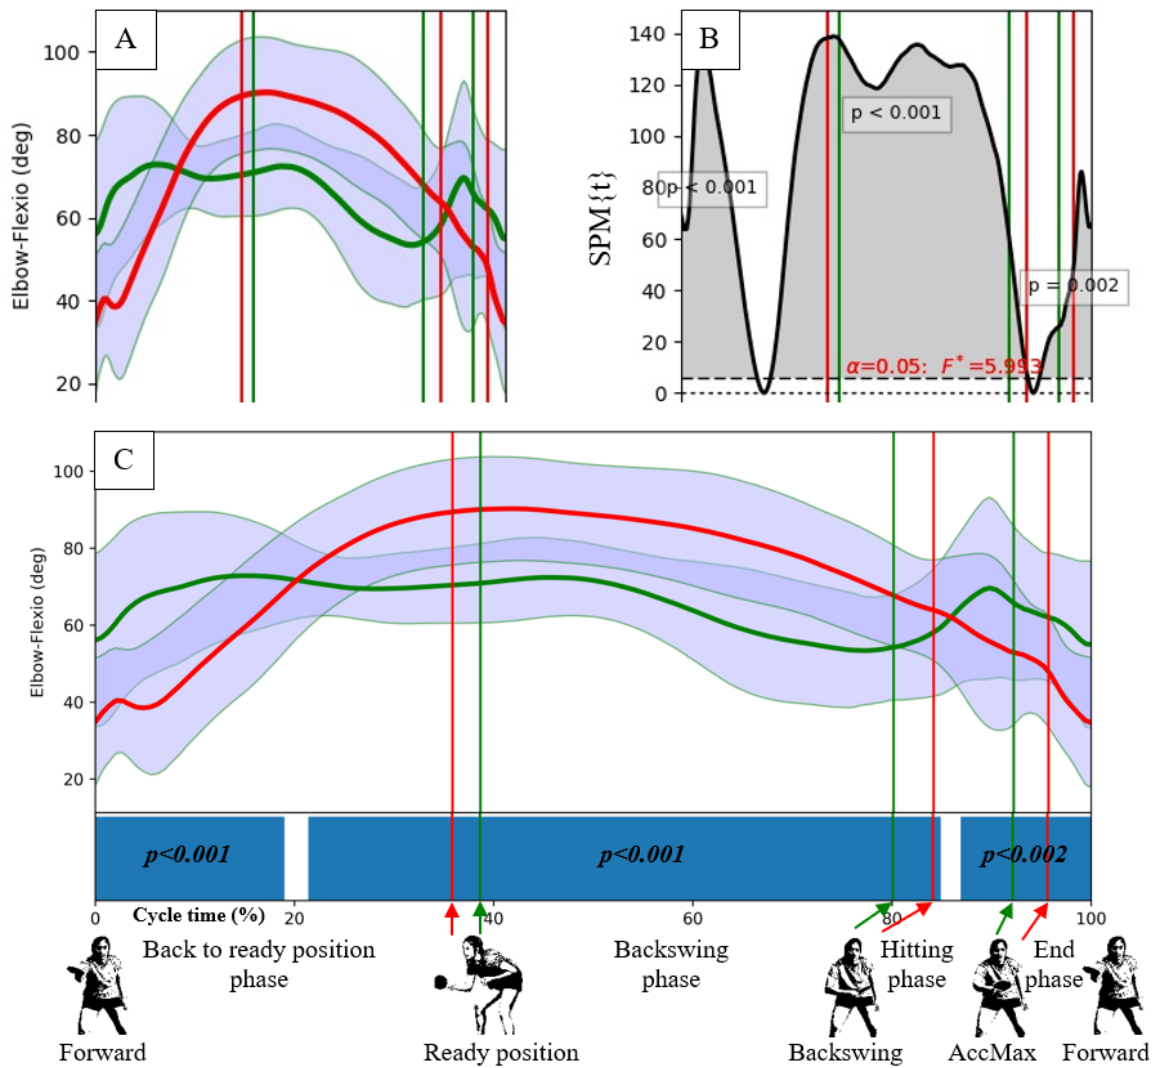 A
100
80
60
40
20
Elbow-Flexio (deg)
B
140
120
100
80
60
40
20
0
SPM{t}
p < 0.001
p < 0.001
p = 0.002
α=0.05: F* =5.993
C
100
80
60
40
20
Elbow-Flexio (deg)
p<0.001
p<0.001
p<0.002
0 Cycle time (%) 20 40 60 80 100
Back to ready position
phase
Backswing
phase
Hitting
phase
End
phase
Forward
Ready position
Backswing
AccMax
Forward